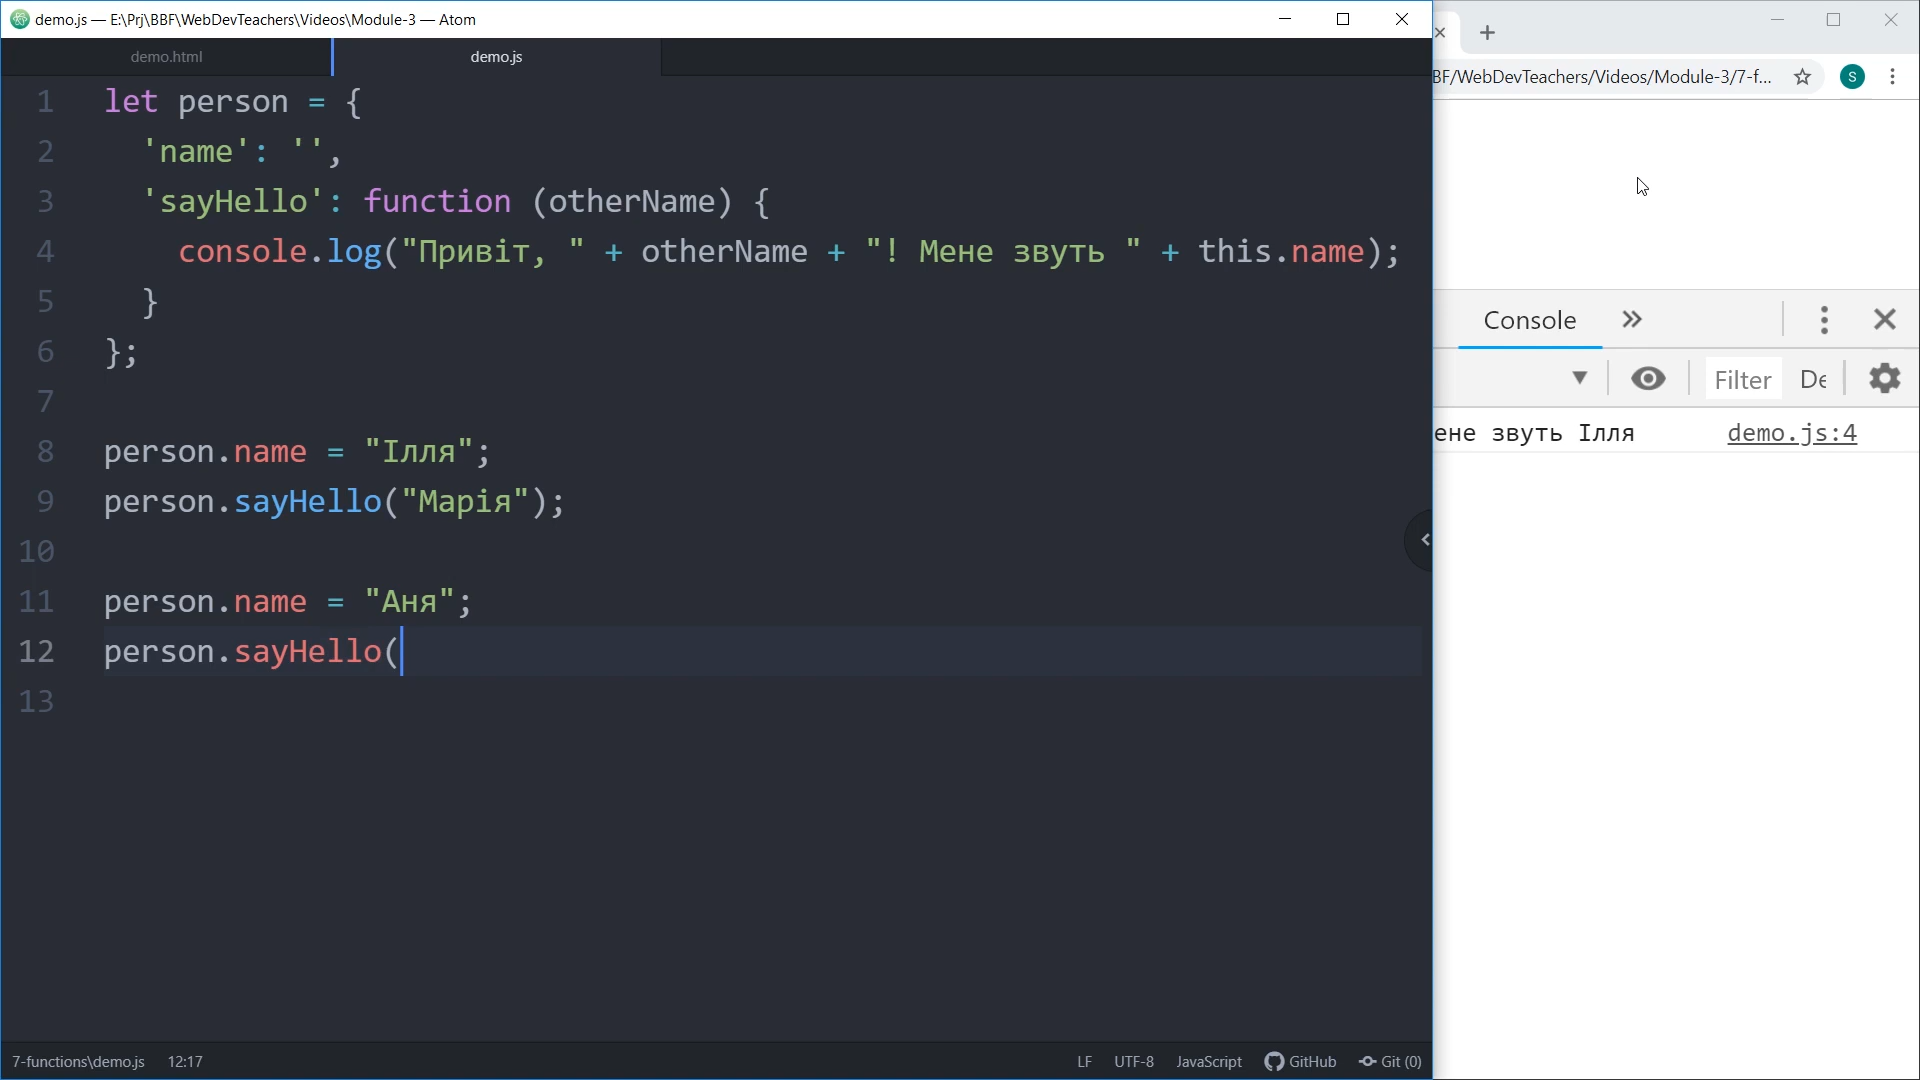 demo.js — E:\Prj\BBF\WebDevTeachers\Videos\Module-3 — Atom
demo.html
demo.js
1 let person = {
2 'name': '',
3 'sayHello': function (otherName) {
4 console.log("Привіт, " + otherName + "! Мене звуть " + this.name);
5 }
6 };
7
8 person.name = "Ілля";
9 person.sayHello("Марія");
10
11 person.name = "Аня";
12 person.sayHello(
13
7-functions\demo.js 12:17
LF UTF-8 JavaScript GitHub Git (0)
BF/WebDevTeachers/Videos/Module-3/7-f...
S
Console
Filter De
ене звуть Ілля demo.js:4